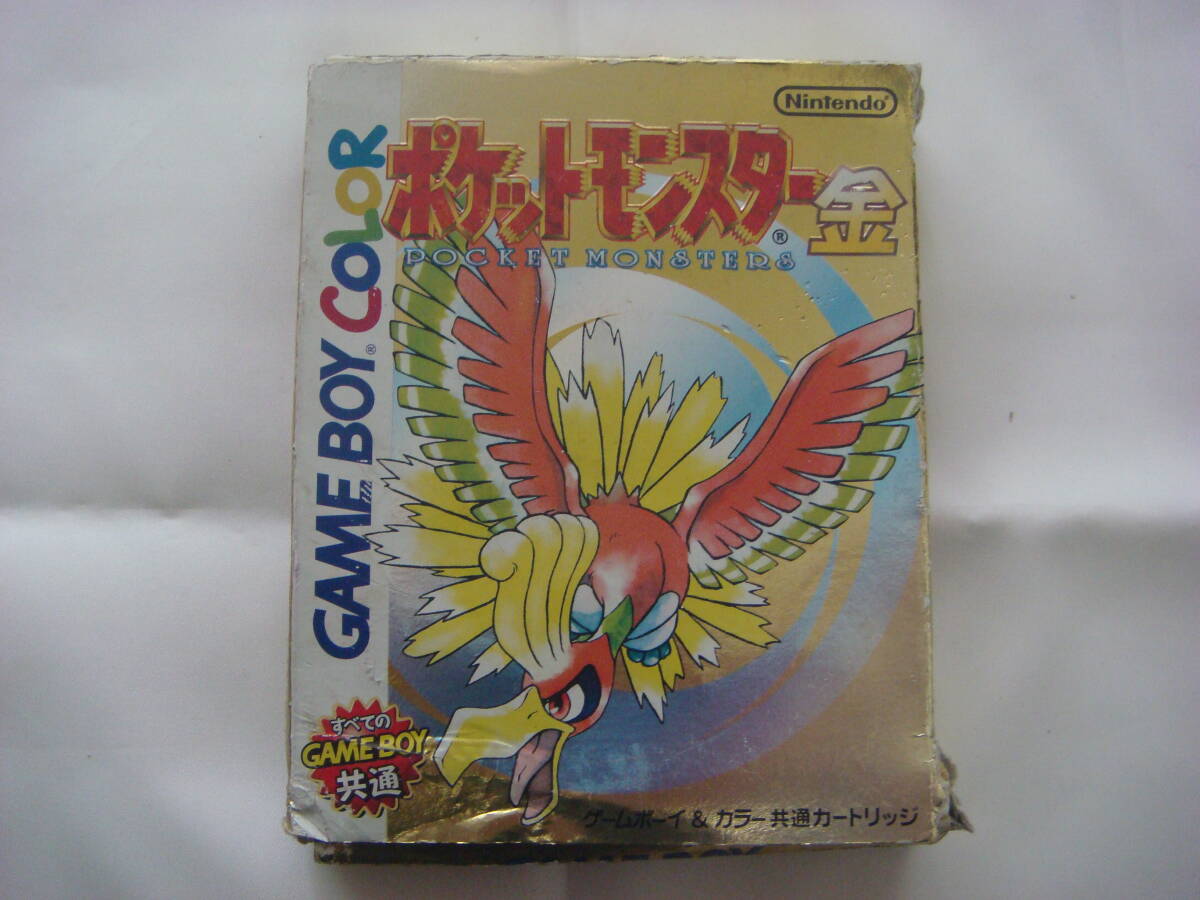 Nintendo®
ポケットモンスター金
®
POCKET MONSTERS
GAME BOY® COLOR
すべての
GAME BOY
共通
ゲームボーイ & カラー共通カートリッジ
GAME BOY